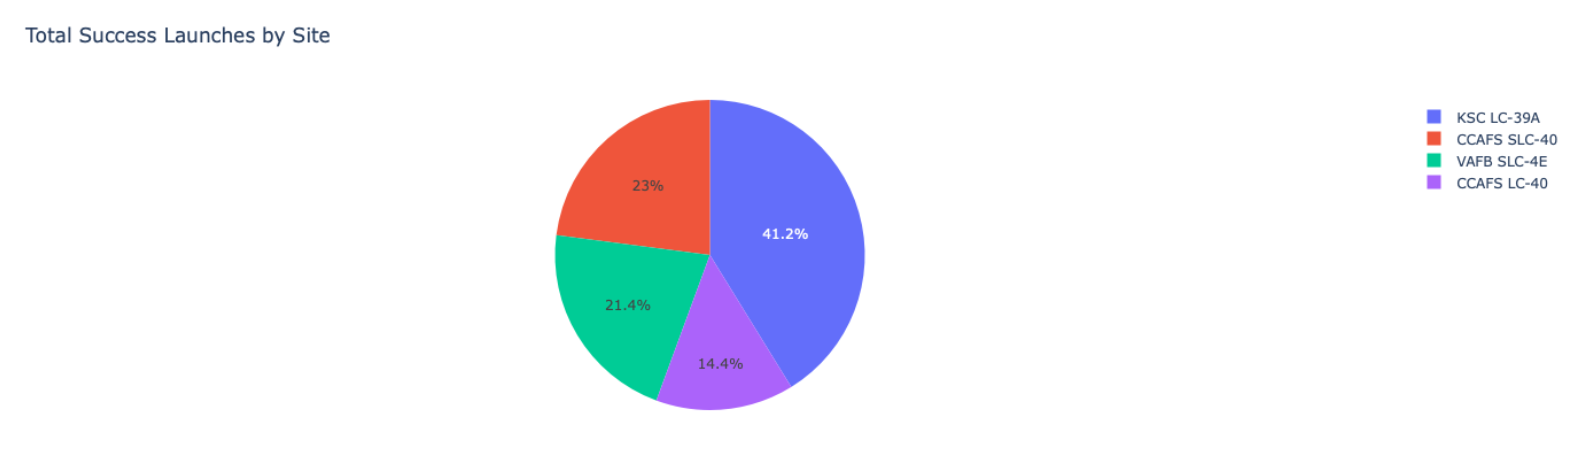 Total Success Launches by Site
KSC LC-39A
CCAFS SLC-40
VAFB SLC-4E
CCAFS LC-40
23%
41.2%
21.4%
14.4%